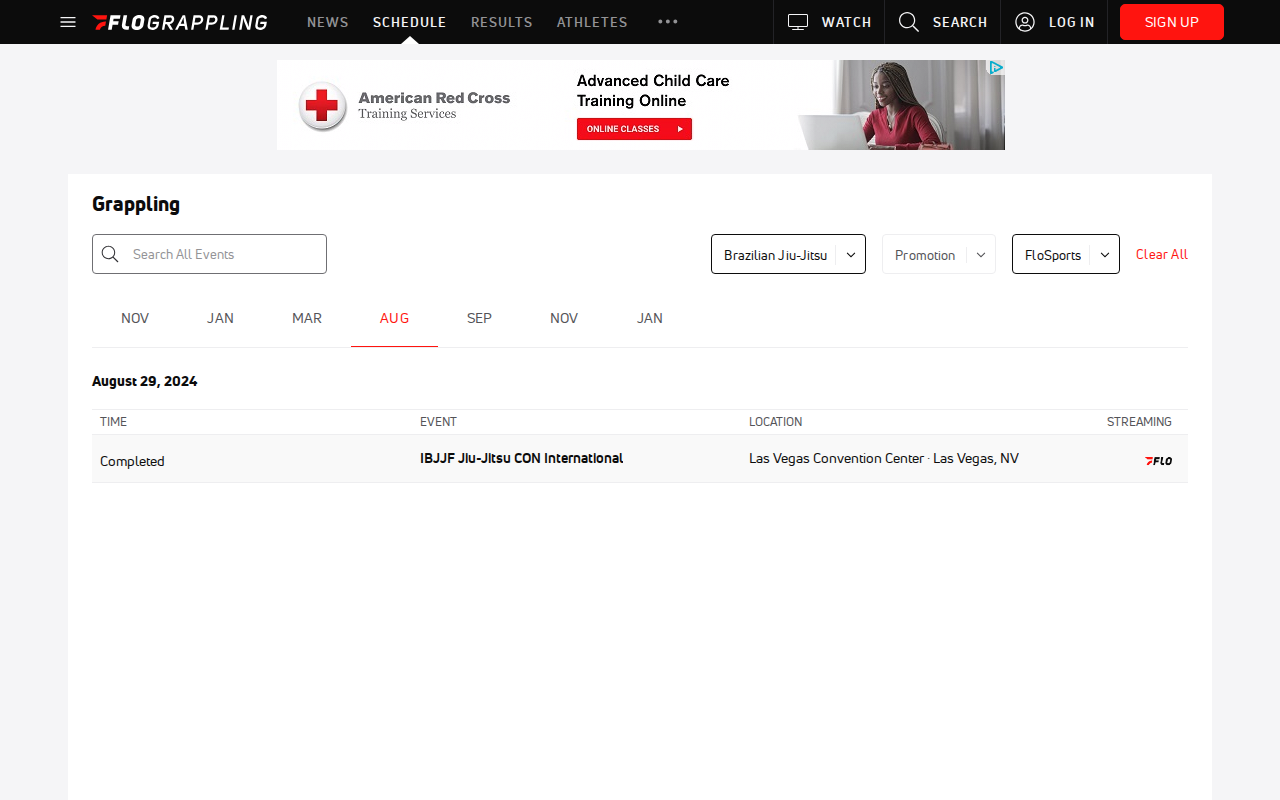 FLOGRAPPLING NEWS SCHEDULE RESULTS ATHLETES ••• WATCH SEARCH LOG IN SIGN UP
American Red Cross
Training Services
Advanced Child Care
Training Online
ONLINE CLASSES
Grappling
Search All Events Brazilian Jiu-Jitsu Promotion FloSports Clear All
NOV JAN MAR AUG SEP NOV JAN
August 29, 2024
TIME EVENT LOCATION STREAMING
Completed IBJJF Jiu-Jitsu CON International Las Vegas Convention Center · Las Vegas, NV FLO